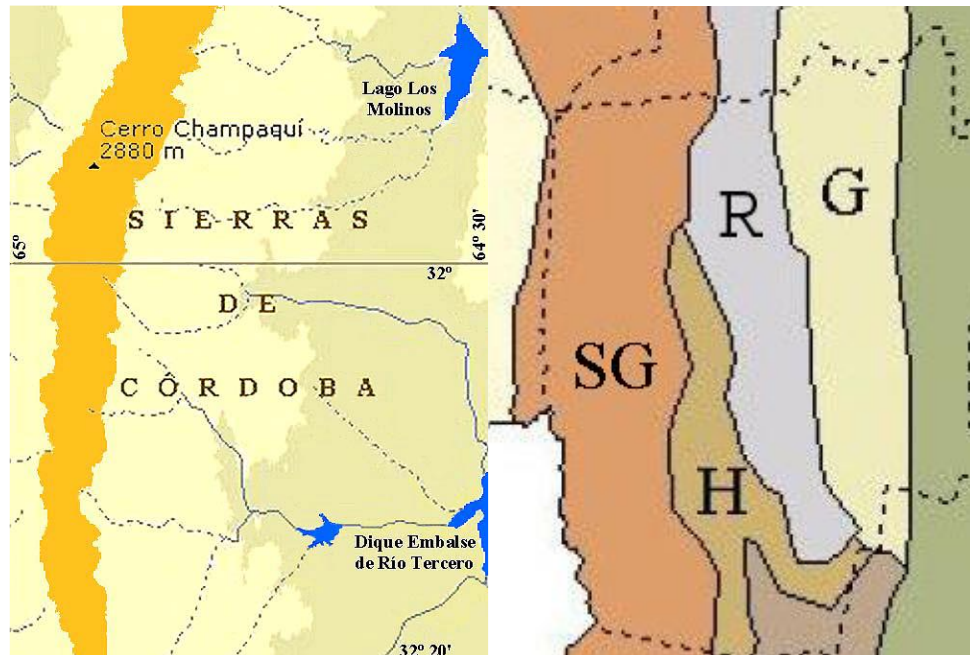 Lago Los
Molinos
Cerro Champaquí
2880 m
S I E R R A S
65º
64º 30'
32º
D E
C Ó R D O B A
Dique Embalse
de Río Tercero
32º 20'
G
R
SG
H